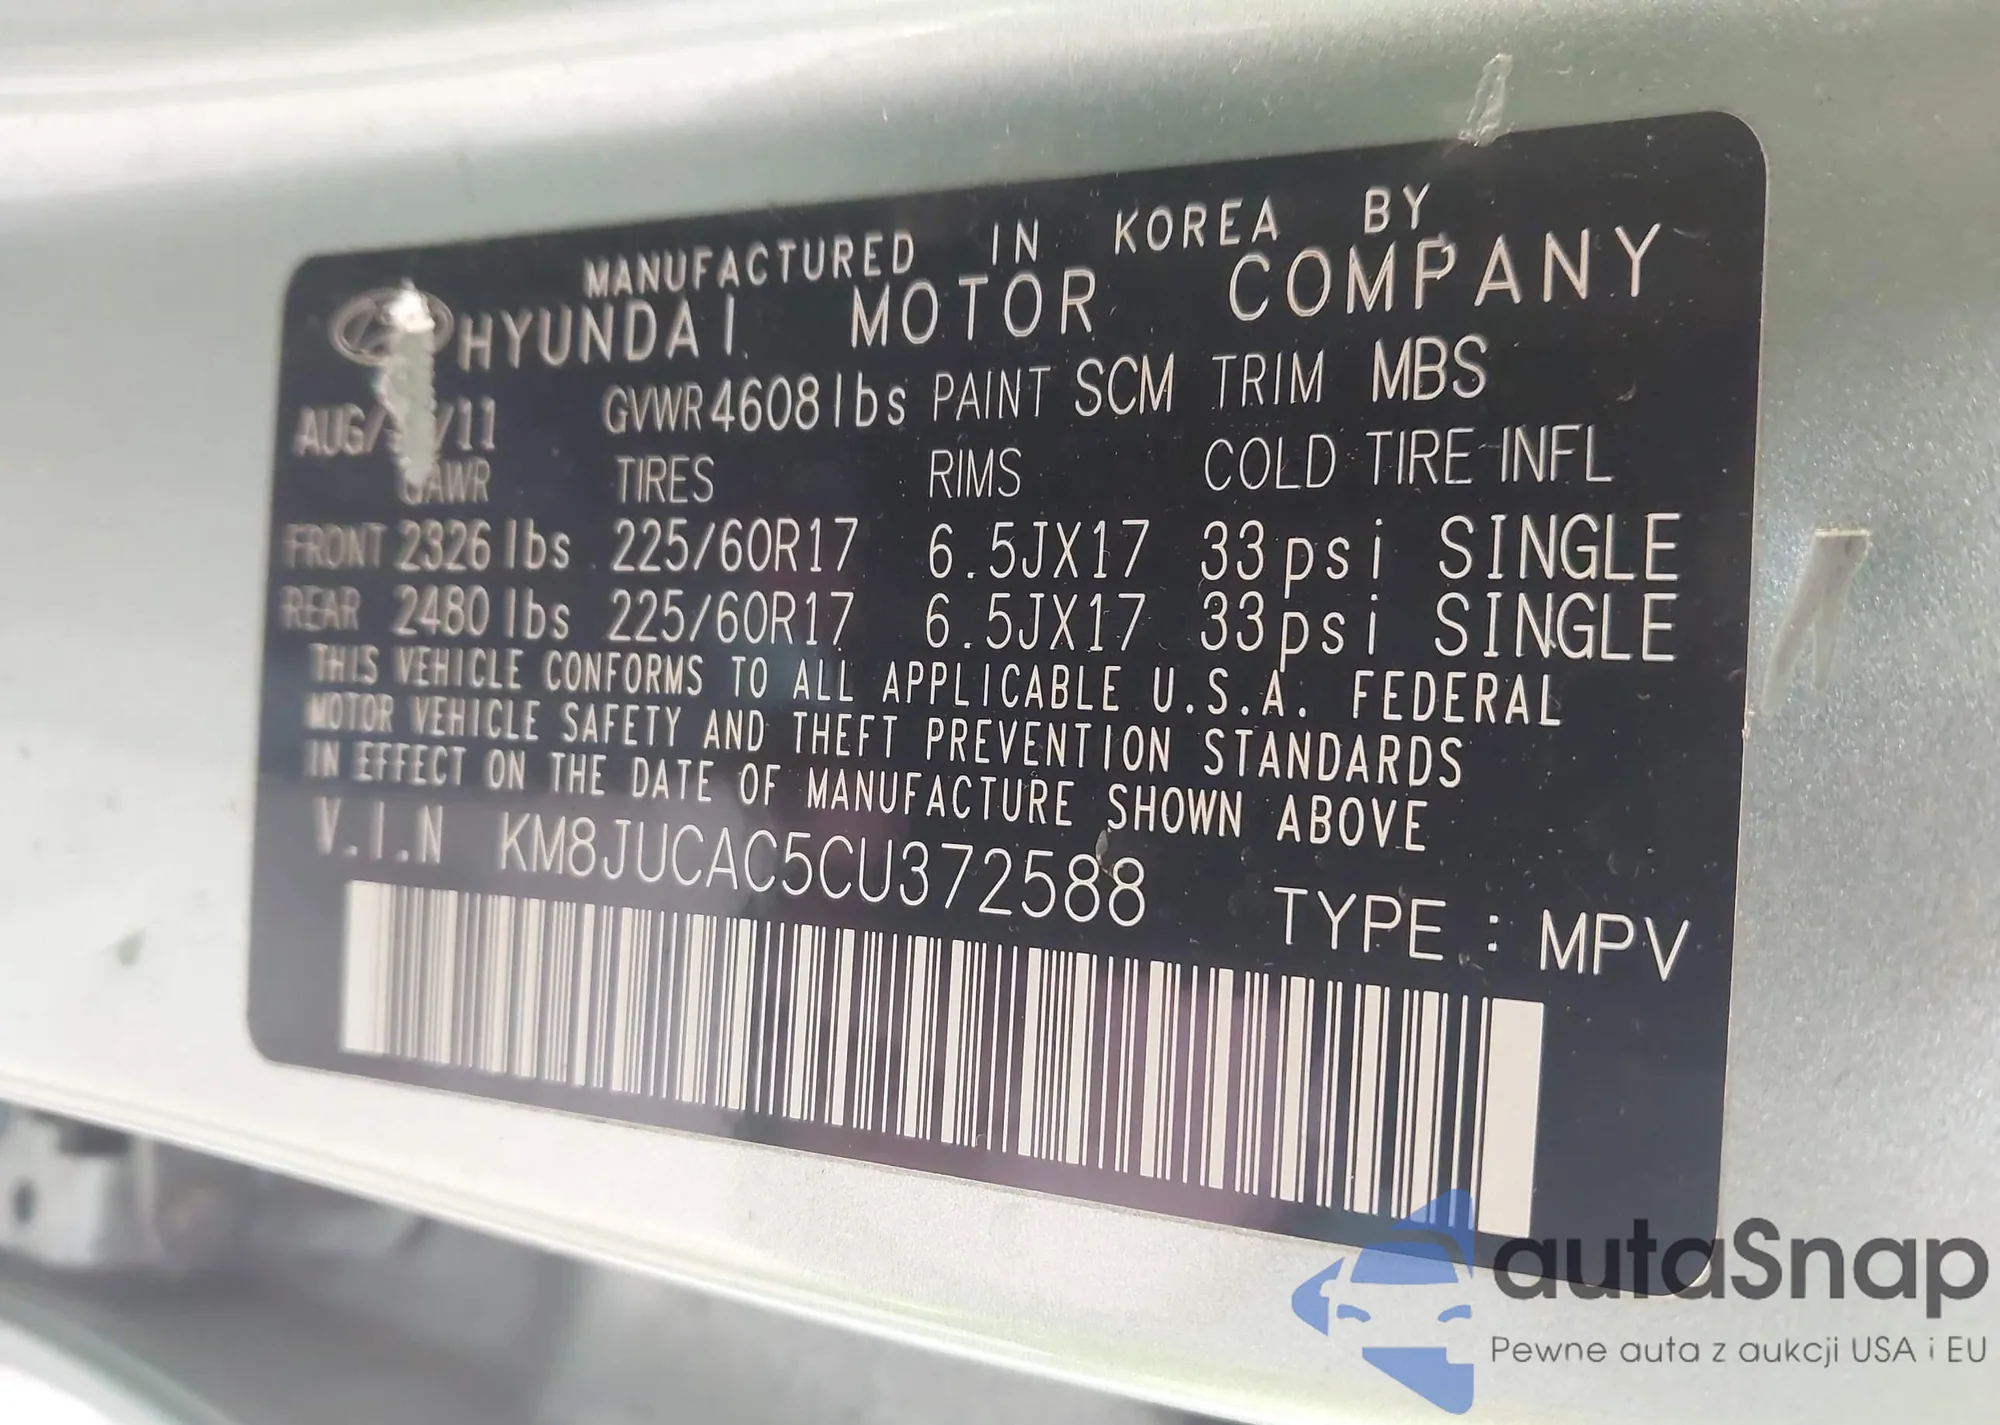 MANUFACTURED IN KOREA BY
HYUNDAI MOTOR COMPANY
AUG/ /11 GVWR 4608lbs PAINT SCM TRIM MBS
GAWR TIRES RIMS COLD TIRE INFL
FRONT 2326 lbs 225/60R17 6.5JX17 33psi SINGLE
REAR 2480 lbs 225/60R17 6.5JX17 33psi SINGLE
THIS VEHICLE CONFORMS TO ALL APPLICABLE U.S.A. FEDERAL
MOTOR VEHICLE SAFETY AND THEFT PREVENTION STANDARDS
IN EFFECT ON THE DATE OF MANUFACTURE SHOWN ABOVE
V.I.N KM8JUCAC5CU372588
TYPE : MPV
autaSnap
Pewne auta z aukcji USA i EU